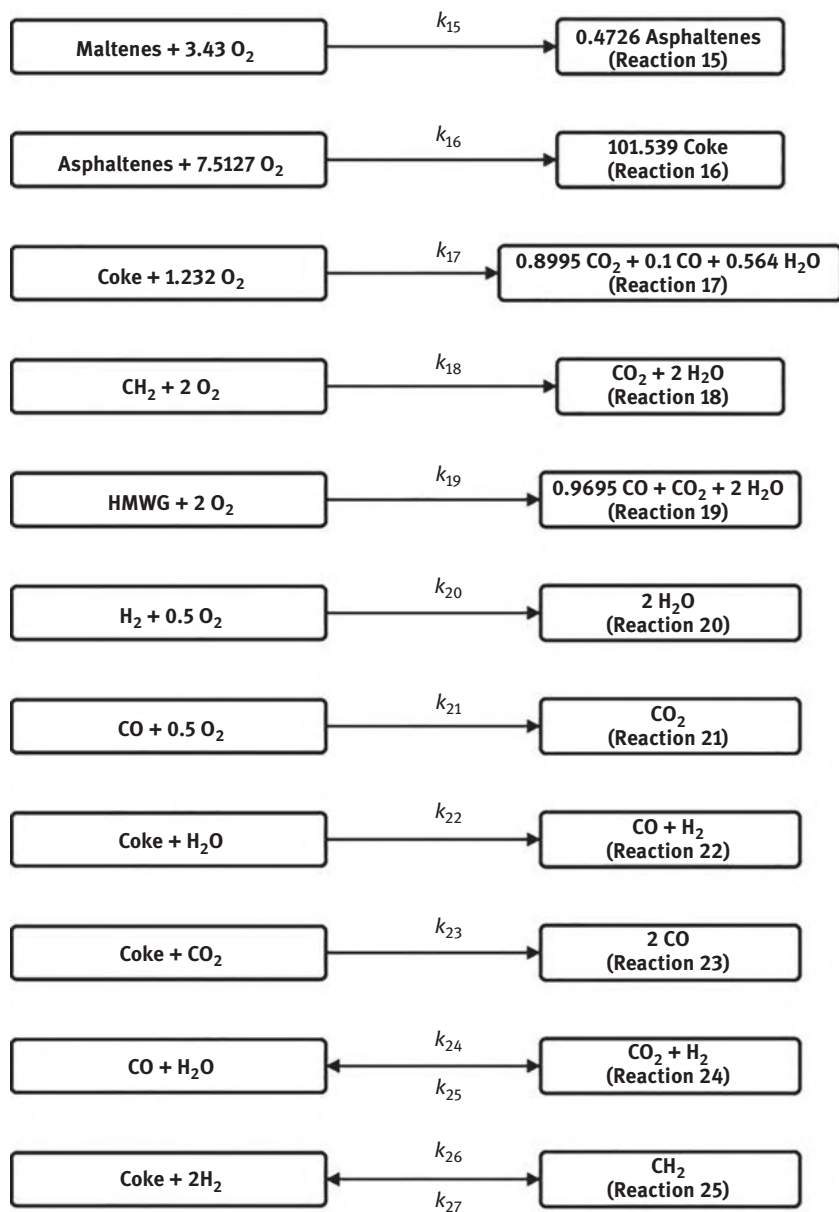 k₁₅
Maltenes + 3.43 O₂
0.4726 Asphaltenes
(Reaction 15)
k₁₆
Asphaltenes + 7.5127 O₂
101.539 Coke
(Reaction 16)
k₁₇
Coke + 1.232 O₂
0.8995 CO₂ + 0.1 CO + 0.564 H₂O
(Reaction 17)
k₁₈
CH₂ + 2 O₂
CO₂ + 2 H₂O
(Reaction 18)
k₁₉
HMWG + 2 O₂
0.9695 CO + CO₂ + 2 H₂O
(Reaction 19)
k₂₀
H₂ + 0.5 O₂
2 H₂O
(Reaction 20)
k₂₁
CO + 0.5 O₂
CO₂
(Reaction 21)
k₂₂
Coke + H₂O
CO + H₂
(Reaction 22)
k₂₃
Coke + CO₂
2 CO
(Reaction 23)
k₂₄
CO + H₂O
k₂₅
CO₂ + H₂
(Reaction 24)
k₂₆
Coke + 2H₂
k₂₇
CH₂
(Reaction 25)